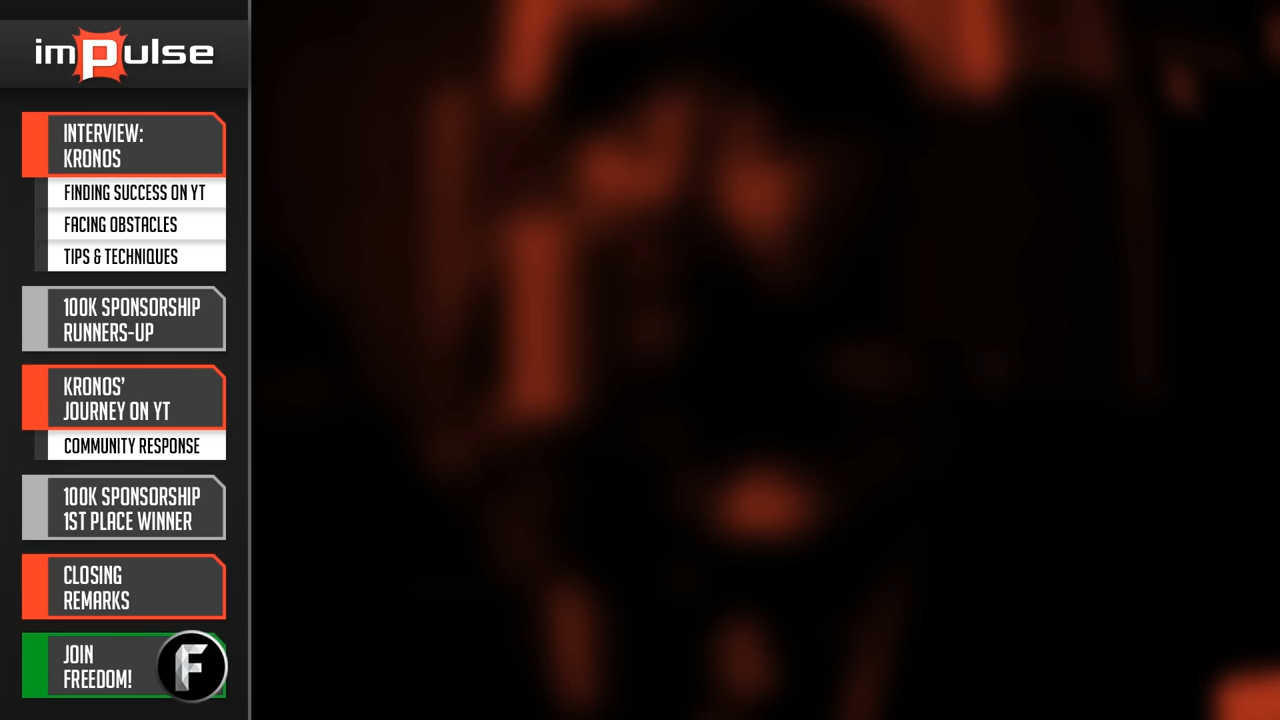 imPulse
INTERVIEW:
KRONOS
FINDING SUCCESS ON YT
FACING OBSTACLES
TIPS & TECHNIQUES
100K SPONSORSHIP
RUNNERS-UP
KRONOS'
JOURNEY ON YT
COMMUNITY RESPONSE
100K SPONSORSHIP
1ST PLACE WINNER
CLOSING
REMARKS
JOIN
FREEDOM!
F